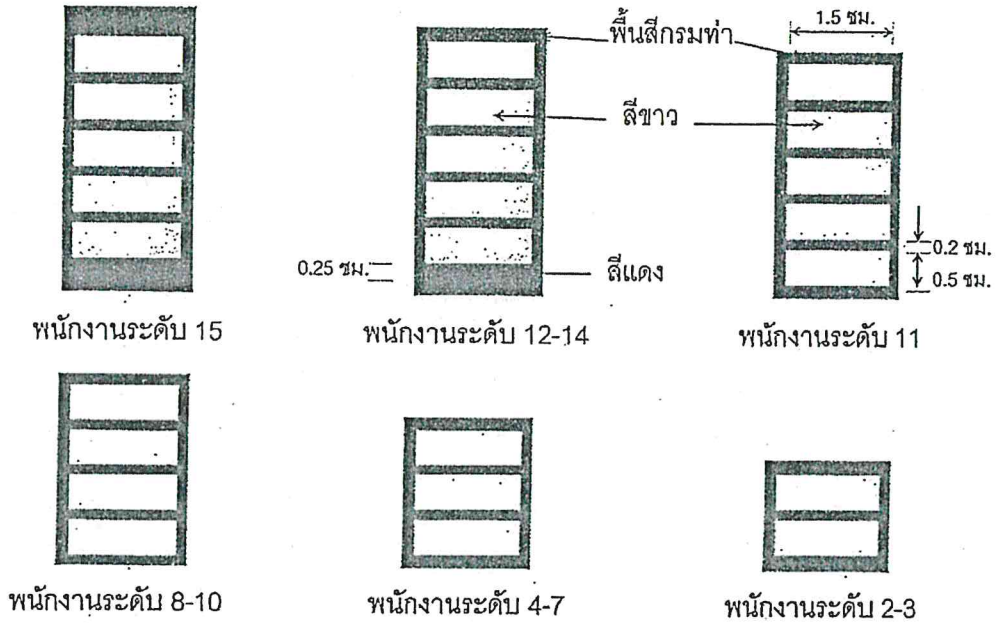 1.5 ซม.
พื้นสีกรมท่า
สีขาว
0.2 ซม.
0.25 ซม.
สีแดง
0.5 ซม.
พนักงานระดับ 15
พนักงานระดับ 12-14
พนักงานระดับ 11
พนักงานระดับ 8-10
พนักงานระดับ 4-7
พนักงานระดับ 2-3